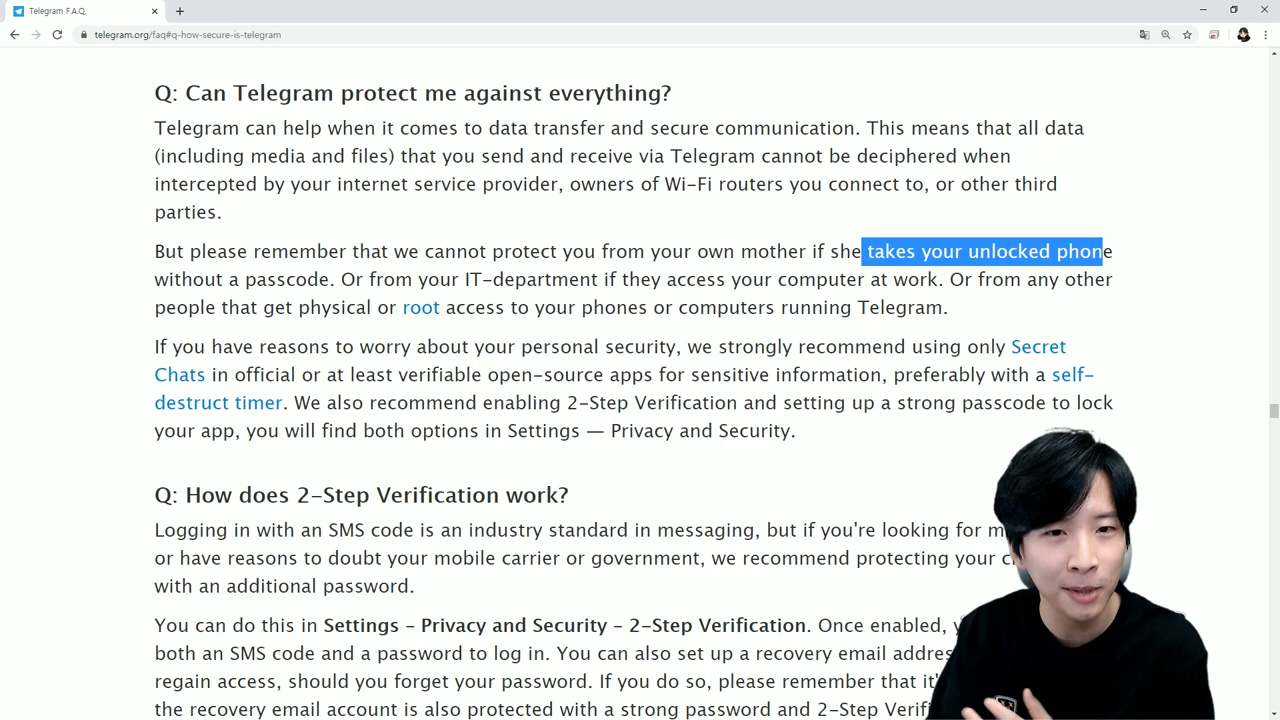 Telegram F.A.Q.
telegram.org/faq#q-how-secure-is-telegram
Q: Can Telegram protect me against everything?
Telegram can help when it comes to data transfer and secure communication. This means that all data
(including media and files) that you send and receive via Telegram cannot be deciphered when
intercepted by your internet service provider, owners of Wi-Fi routers you connect to, or other third
parties.
But please remember that we cannot protect you from your own mother if she takes your unlocked phone
without a passcode. Or from your IT-department if they access your computer at work. Or from any other
people that get physical or root access to your phones or computers running Telegram.
If you have reasons to worry about your personal security, we strongly recommend using only Secret
Chats in official or at least verifiable open-source apps for sensitive information, preferably with a self-
destruct timer. We also recommend enabling 2-Step Verification and setting up a strong passcode to lock
your app, you will find both options in Settings — Privacy and Security.
Q: How does 2-Step Verification work?
Logging in with an SMS code is an industry standard in messaging, but if you're looking for
or have reasons to doubt your mobile carrier or government, we recommend protecting your
with an additional password.
You can do this in Settings – Privacy and Security – 2-Step Verification. Once enabled,
both an SMS code and a password to log in. You can also set up a recovery email
regain access, should you forget your password. If you do so, please remember that
the recovery email account is also protected with a strong password and 2-Step